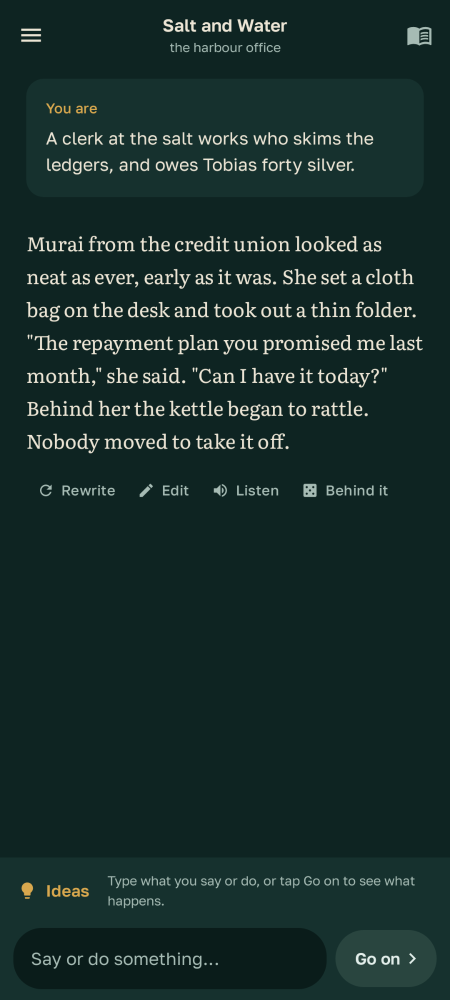 Salt and Water
the harbour office
You are
A clerk at the salt works who skims the
ledgers, and owes Tobias forty silver.
Murai from the credit union looked as
neat as ever, early as it was. She set a cloth
bag on the desk and took out a thin folder.
"The repayment plan you promised me last
month," she said. "Can I have it today?"
Behind her the kettle began to rattle.
Nobody moved to take it off.
Rewrite Edit Listen Behind it
Ideas
Type what you say or do, or tap Go on to see what
happens.
Say or do something...
Go on